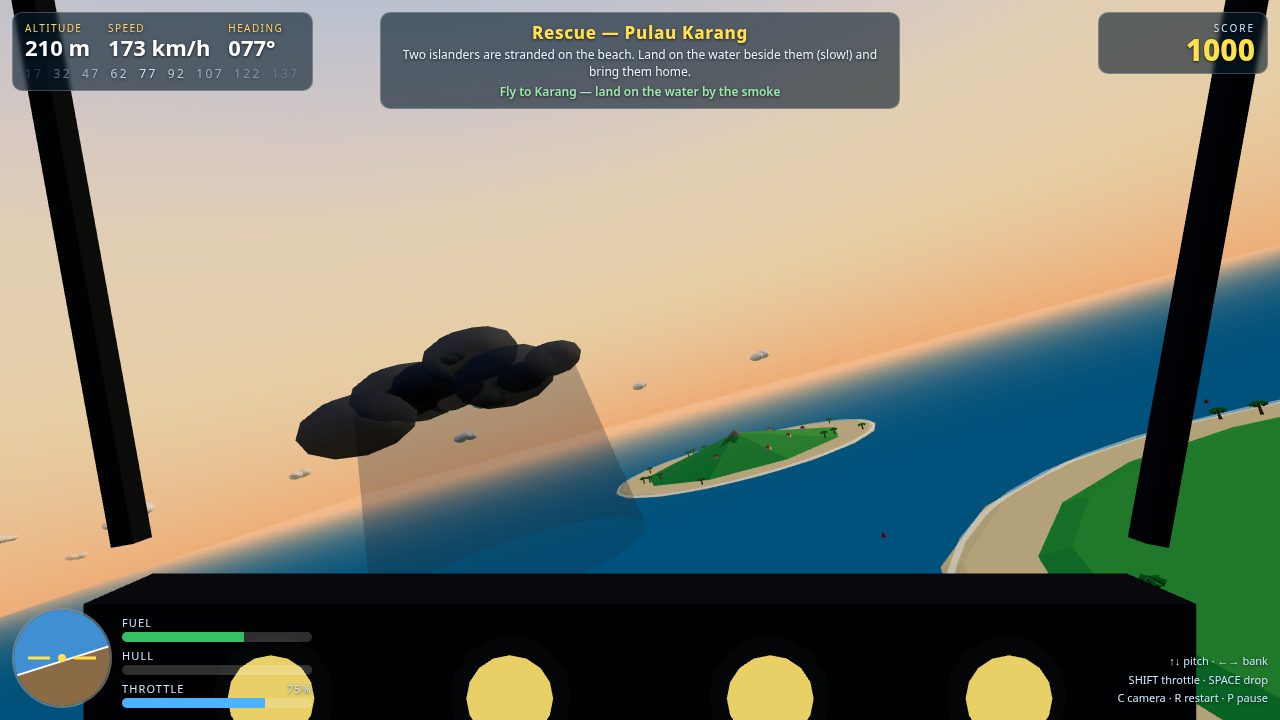 ALTITUDE SPEED HEADING
210 m 173 km/h 077°
17 32 47 62 77 92 107 122 137
Rescue — Pulau Karang
Two islanders are stranded on the beach. Land on the water beside them (slow!) and
bring them home.
Fly to Karang — land on the water by the smoke
SCORE
1000
FUEL
HULL
THROTTLE 75%
↑↓ pitch · ←→ bank
SHIFT throttle · SPACE drop
C camera · R restart · P pause